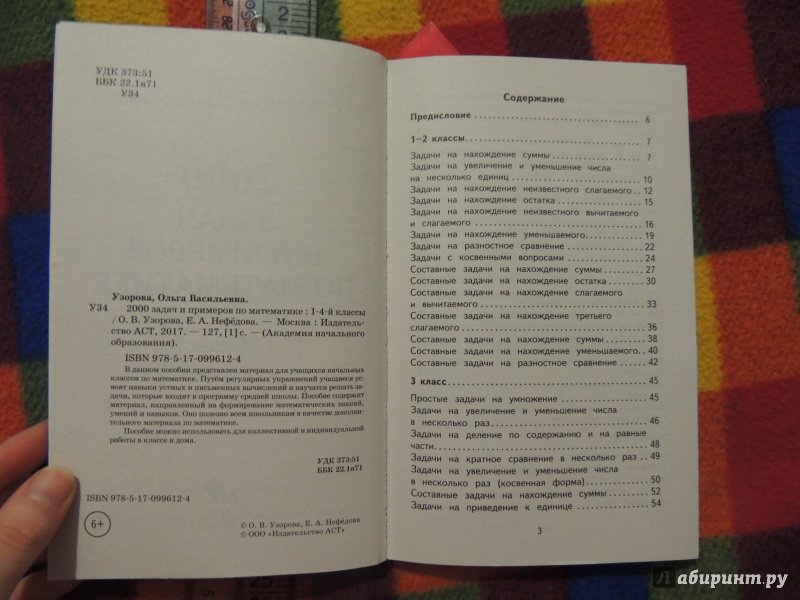 УДК 373:51
ББК 22.1я71
У34
Узорова, Ольга Васильевна.
У34 2000 задач и примеров по математике : 1-4-й классы
/ О. В. Узорова, Е. А. Нефёдова. — Москва : Издатель-
ство АСТ, 2017. — 127, [1] с. — (Академия начального
образования).
ISBN 978-5-17-099612-4
В данном пособии представлен материал для учащихся начальных
классов по математике. Путём регулярных упражнений учащиеся усво-
ят навыки устных и письменных вычислений и научатся решать за-
дачи, которые входят в программу средней школы. Пособие содержит
материал, направленный на формирование математических знаний,
умений и навыков. Оно полезно всем школьникам в качестве дополни-
тельного материала по математике.
Пособие можно использовать для коллективной и индивидуальной
работы в классе и дома.
УДК 373:51
ББК 22.1я71
ISBN 978-5-17-099612-4
6+
© О. В. Узорова, Е. А. Нефёдова
© ООО «Издательство АСТ»
Содержание
Предисловие 6
1—2 классы 7
Задачи на нахождение суммы 7
Задачи на увеличение и уменьшение числа
на несколько единиц 10
Задачи на нахождение неизвестного слагаемого 12
Задачи на нахождение остатка 15
Задачи на нахождение неизвестного вычитаемого
и слагаемого 16
Задачи на нахождение уменьшаемого 19
Задачи на разностное сравнение 22
Задачи с косвенными вопросами 24
Составные задачи на нахождение суммы 27
Составные задачи на нахождение остатка 30
Составные задачи на нахождение слагаемого
и вычитаемого 33
Составные задачи на нахождение третьего
слагаемого 36
Составные задачи на нахождение суммы 38
Составные задачи на нахождение уменьшаемого 40
Составные задачи на разностное сравнение 42
3 класс 45
Простые задачи на умножение 45
Задачи на увеличение и уменьшение числа
в несколько раз 46
Задачи на деление по содержанию и на равные
части 48
Задачи на кратное сравнение в несколько раз 49
Задачи на увеличение и уменьшение числа
в несколько раз (косвенная форма) 50
Составные задачи на нахождение суммы 52
Задачи на приведение к единице 54
3
Лабиринт.ру